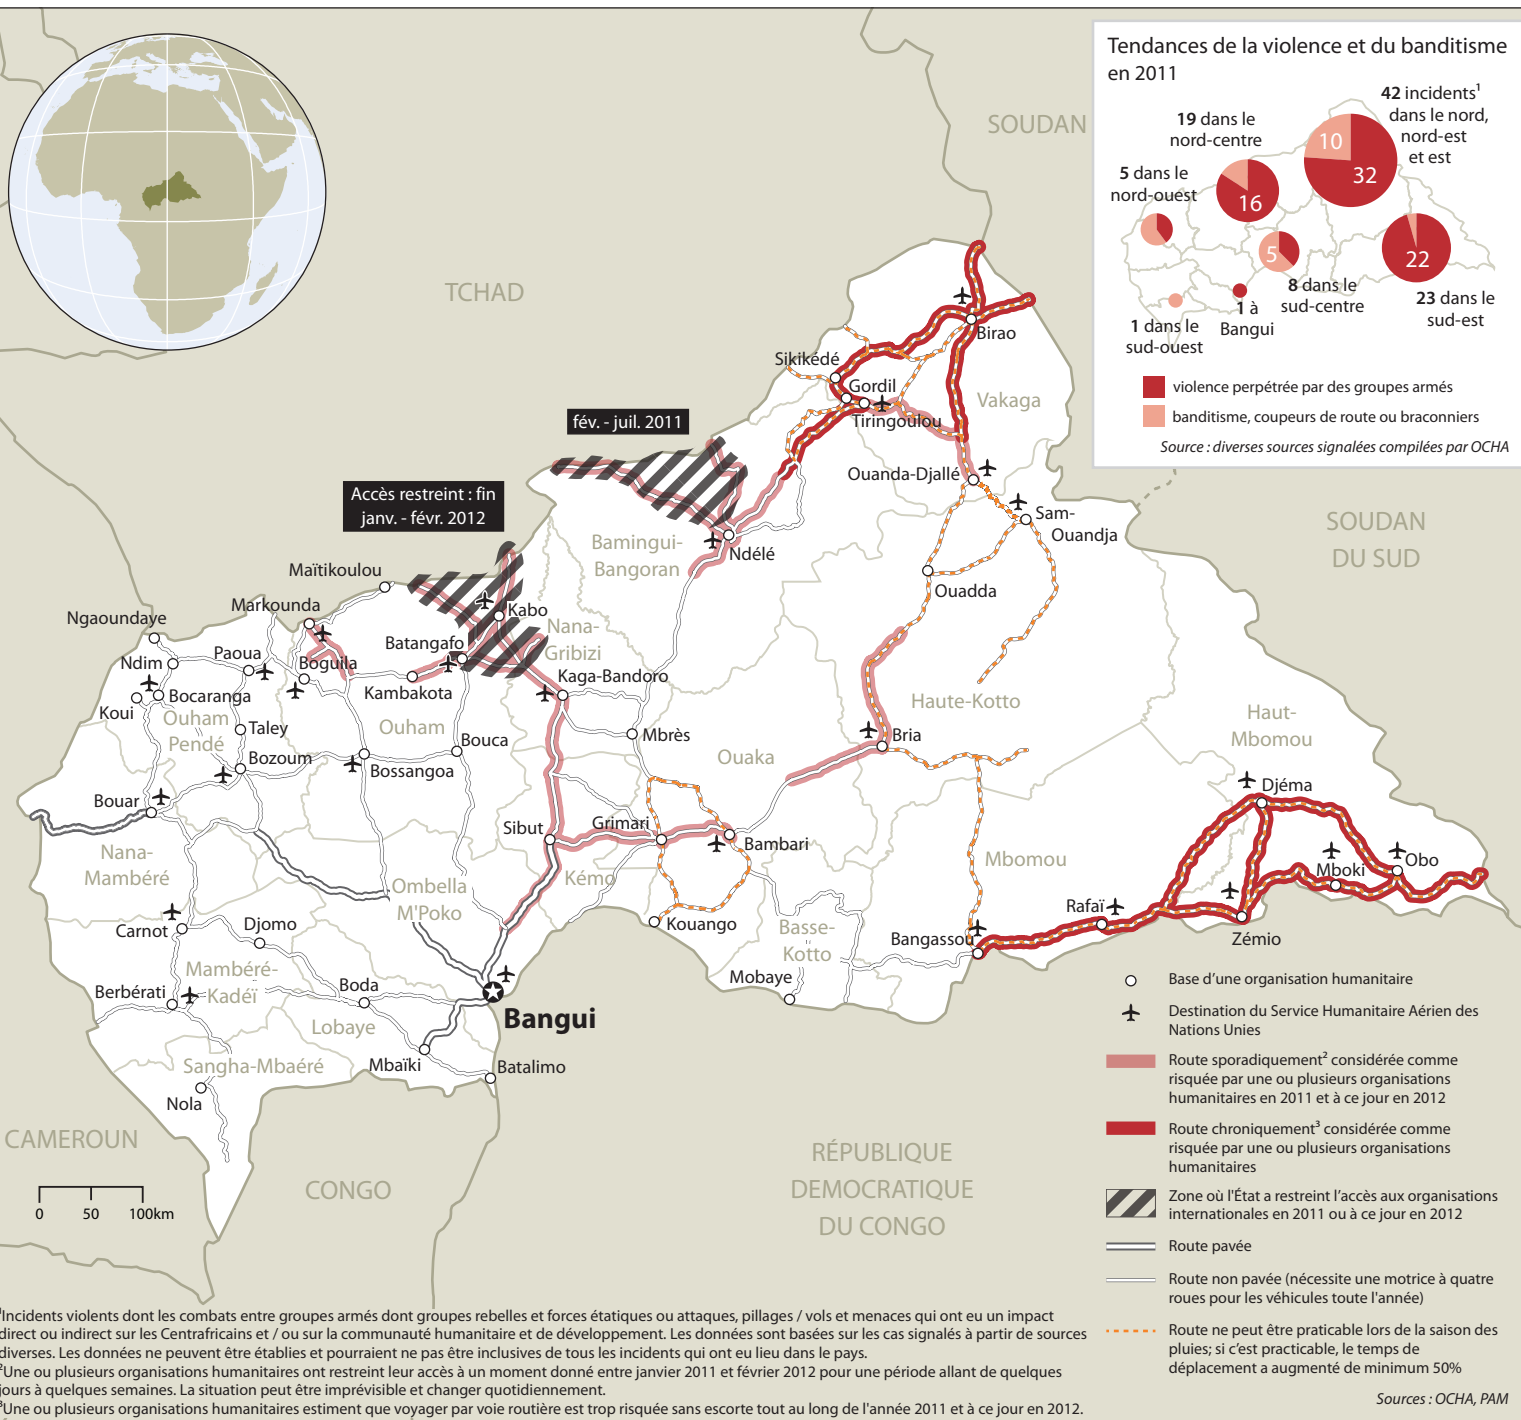 Tendances de la violence et du banditisme
en 2011
42 incidents¹
dans le nord,
nord-est
et est
19 dans le
nord-centre
5 dans le
nord-ouest
10
32
16
5
22
8 dans le
sud-centre
23 dans le
sud-est
1 à
Bangui
1 dans le
sud-ouest
violence perpétrée par des groupes armés
banditisme, coupeurs de route ou braconniers
Source : diverses sources signalées compilées par OCHA
SOUDAN
TCHAD
SOUDAN
DU SUD
CAMEROUN
CONGO
RÉPUBLIQUE
DEMOCRATIQUE
DU CONGO
fév. - juil. 2011
Accès restreint : fin
janv. - févr. 2012
Birao
Sikikédé
Gordil
Tiringoulou
Vakaga
Ouanda-Djallé
Sam-
Ouandja
Bamingui-
Bangoran
Ndélé
Ouadda
Maïtikoulou
Markounda
Ngaoundaye
Kabo
Nana-
Gribizi
Batangafo
Paoua
Ndim
Boguila
Kambakota
Kaga-Bandoro
Bocaranga
Koui
Ouham
Pendé
Taley
Ouham
Bouca
Mbrès
Haute-Kotto
Bria
Haut-
Mbomou
Bozoum
Bossangoa
Ouaka
Bouar
Djéma
Sibut
Grimari
Bambari
Nana-
Mambéré
Kémo
Mbomou
Mboki
Obo
Ombella
M'Poko
Rafaï
Carnot
Djomo
Kouango
Basse-
Kotto
Bangassou
Zémio
Mambéré-
Kadéï
Berbérati
Boda
Mobaye
Bangui
Lobaye
Sangha-Mbaéré
Mbaïki
Batalimo
Nola
0 50 100km
Base d'une organisation humanitaire
Destination du Service Humanitaire Aérien des
Nations Unies
Route sporadiquement² considérée comme
risquée par une ou plusieurs organisations
humanitaires en 2011 et à ce jour en 2012
Route chroniquement³ considérée comme
risquée par une ou plusieurs organisations
humanitaires
Zone où l'État a restreint l'accès aux organisations
internationales en 2011 ou à ce jour en 2012
Route pavée
Route non pavée (nécessite une motrice à quatre
roues pour les véhicules toute l'année)
Route ne peut être praticable lors de la saison des
pluies; si c'est practicable, le temps de
déplacement a augmenté de minimum 50%
Sources : OCHA, PAM
¹Incidents violents dont les combats entre groupes armés dont groupes rebelles et forces étatiques ou attaques, pillages / vols et menaces qui ont eu un impact
direct ou indirect sur les Centrafricains et / ou sur la communauté humanitaire et de développement. Les données sont basées sur les cas signalés à partir de sources
diverses. Les données ne peuvent être établies et pourraient ne pas être inclusives de tous les incidents qui ont eu lieu dans le pays.
²Une ou plusieurs organisations humanitaires ont restreint leur accès à un moment donné entre janvier 2011 et février 2012 pour une période allant de quelques
jours à quelques semaines. La situation peut être imprévisible et changer quotidiennement.
³Une ou plusieurs organisations humanitaires estiment que voyager par voie routière est trop risquée sans escorte tout au long de l'année 2011 et à ce jour en 2012.